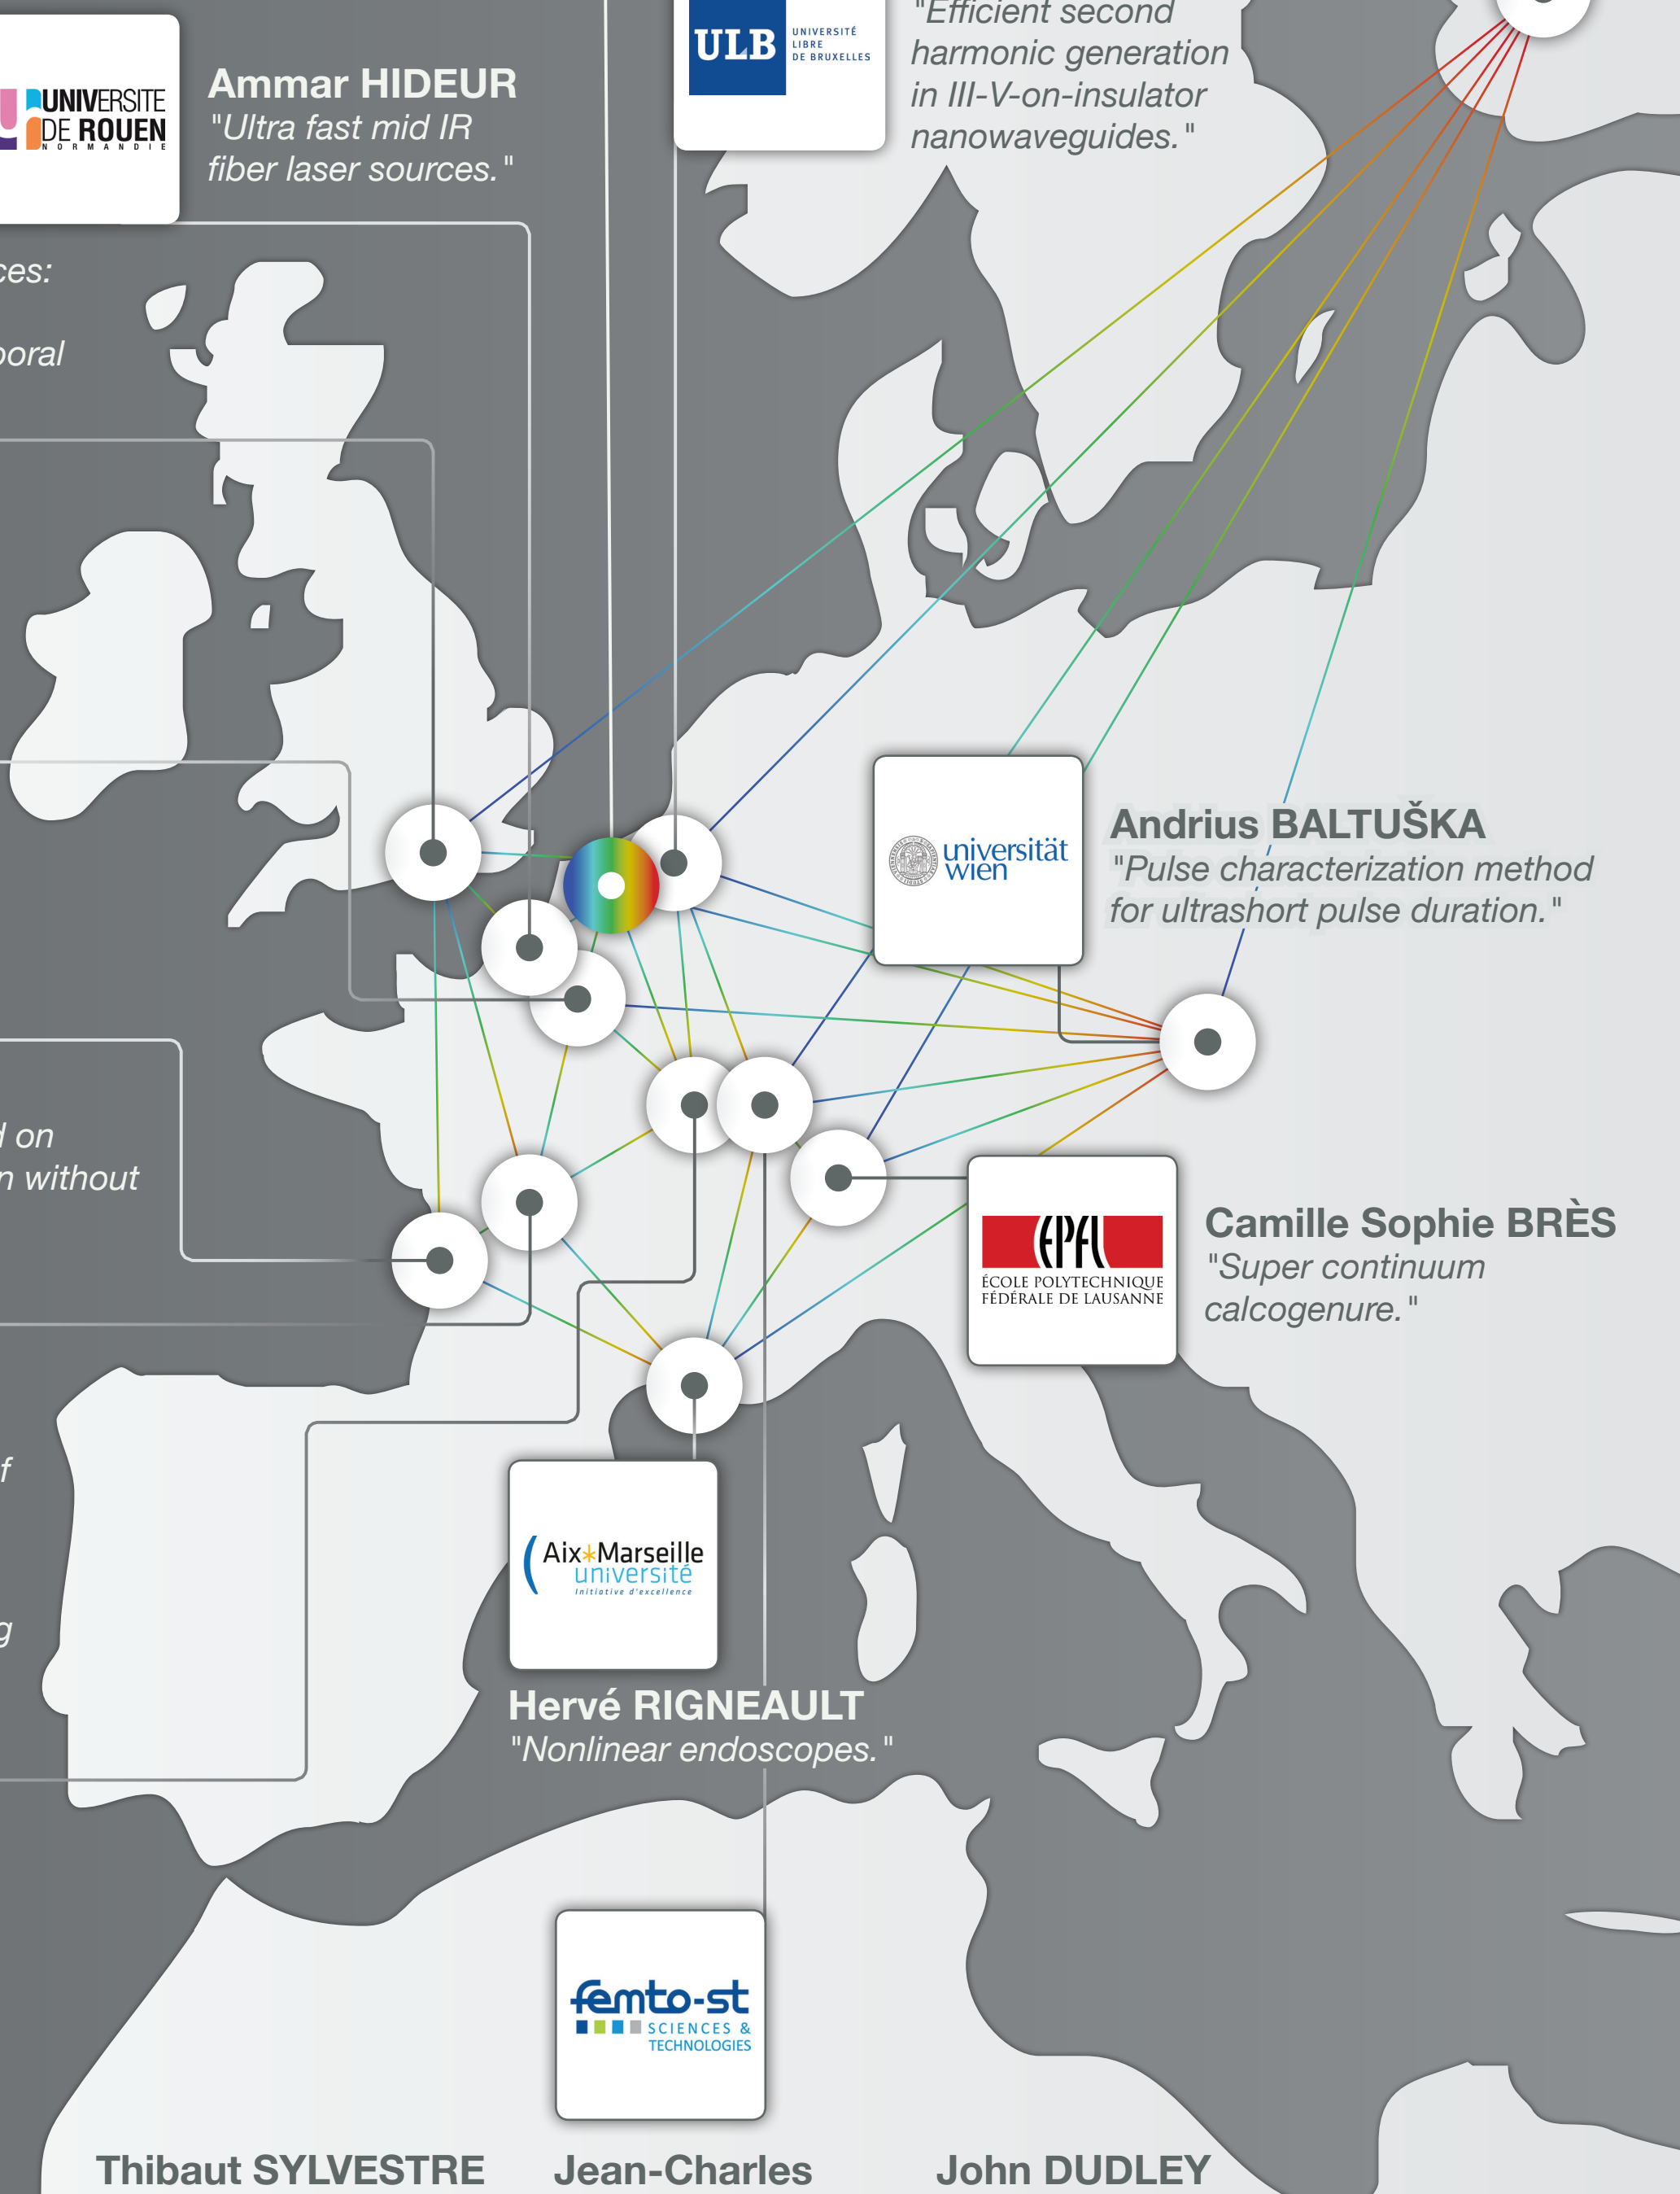 "Efficient second
harmonic generation
in III-V-on-insulator
nanowaveguides."
ULB
UNIVERSITÉ
LIBRE
DE BRUXELLES
UNIVERSITE
DE ROUEN
NORMANDIE
Ammar HIDEUR
"Ultra fast mid IR
fiber laser sources."
ces:
poral
universität
wien
Andrius BALTUŠKA
"Pulse characterization method
for ultrashort pulse duration."
d on
n without
EPFL
ÉCOLE POLYTECHNIQUE
FÉDÉRALE DE LAUSANNE
Camille Sophie BRÈS
"Super continuum
calcogenure."
f
g
Aix*Marseille
université
Initiative d'excellence
Hervé RIGNEAULT
"Nonlinear endoscopes."
femto-st
SCIENCES &
TECHNOLOGIES
Thibaut SYLVESTRE
Jean-Charles
John DUDLEY